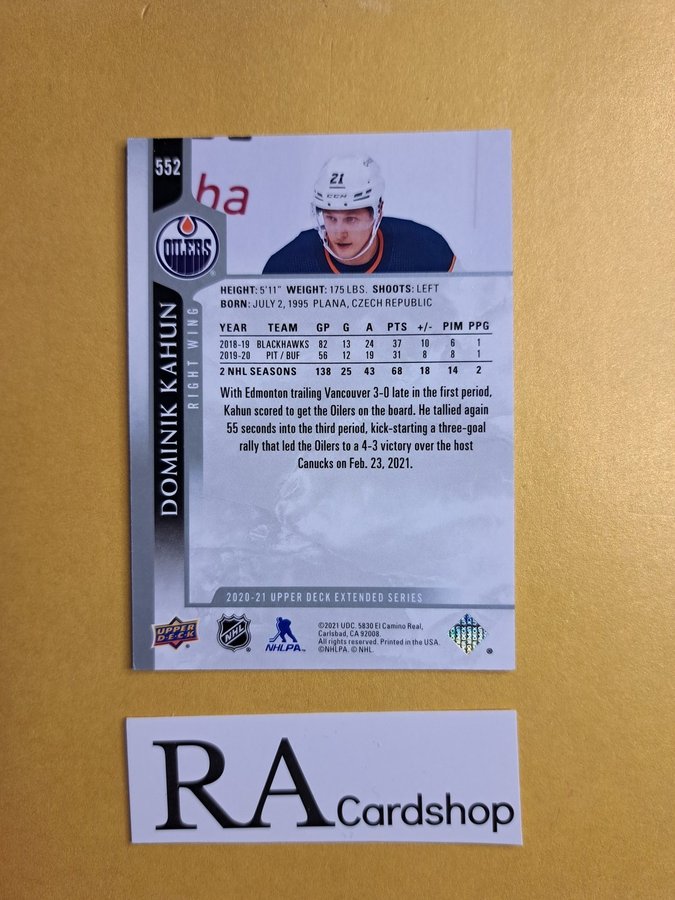 552
ba
21
CCM
OILERS
DOMINIK KAHUN
RIGHT WING
HEIGHT: 5'11" WEIGHT: 175 LBS. SHOOTS: LEFT
BORN: JULY 2, 1995 PLANA, CZECH REPUBLIC
YEAR TEAM GP G A PTS +/- PIM PPG
2018-19 BLACKHAWKS 82 13 24 37 10 6 1
2019-20 PIT / BUF 56 12 19 31 8 8 1
2 NHL SEASONS 138 25 43 68 18 14 2
With Edmonton trailing Vancouver 3-0 late in the first period,
Kahun scored to get the Oilers on the board. He tallied again
55 seconds into the third period, kick-starting a three-goal
rally that led the Oilers to a 4-3 victory over the host
Canucks on Feb. 23, 2021.
2020-21 UPPER DECK EXTENDED SERIES
UPPER
DECK
NHL
NHLPA
©2021 UDC. 5830 El Camino Real,
Carlsbad, CA 92008.
All rights reserved. Printed in the USA.
©NHLPA. © NHL.
RA Cardshop